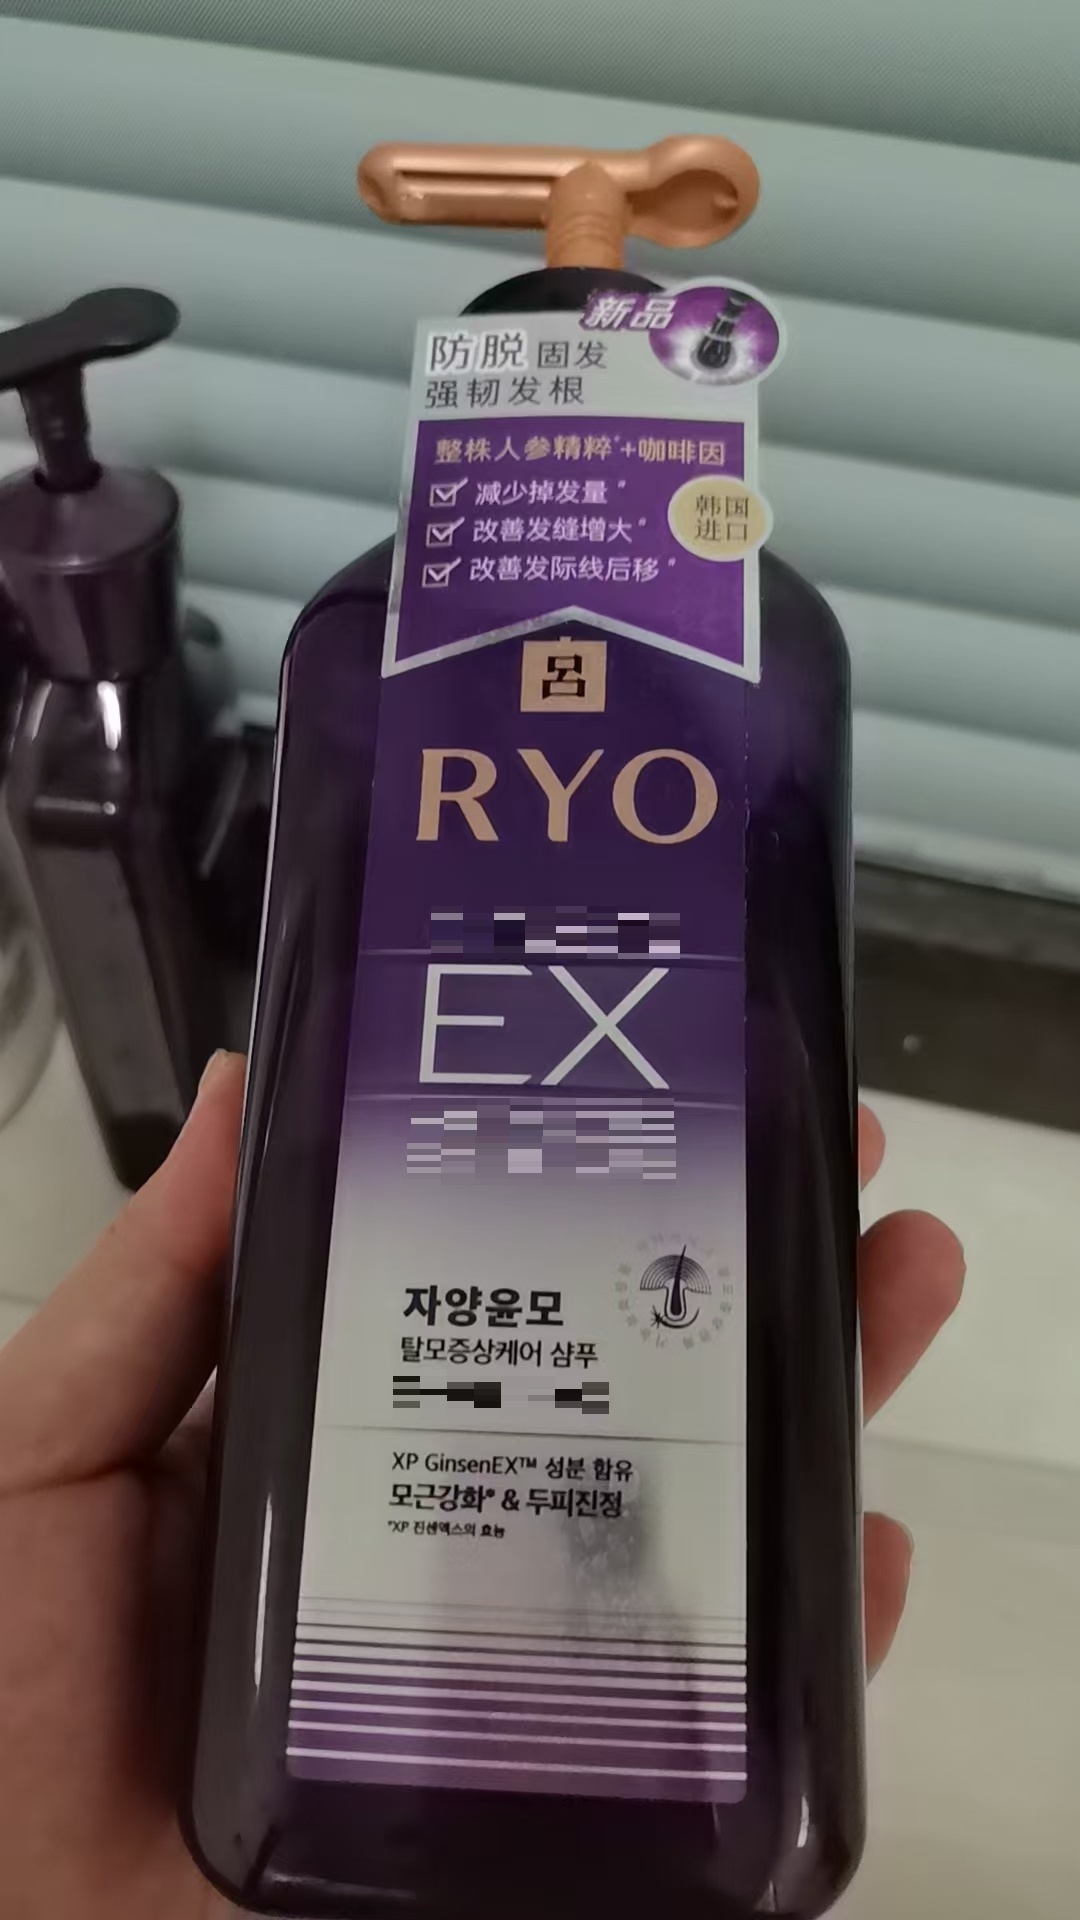 新品
防脱 固发
强韧发根
整株人参精粹*+咖啡因
减少掉发量#
改善发缝增大#
改善发际线后移#
韩国
进口
呂
RYO
EX
자양윤모
탈모증상케어 샴푸
XP GinsenEX™ 성분 함유
모근강화* & 두피진정
*XP 진센엑스의 효능